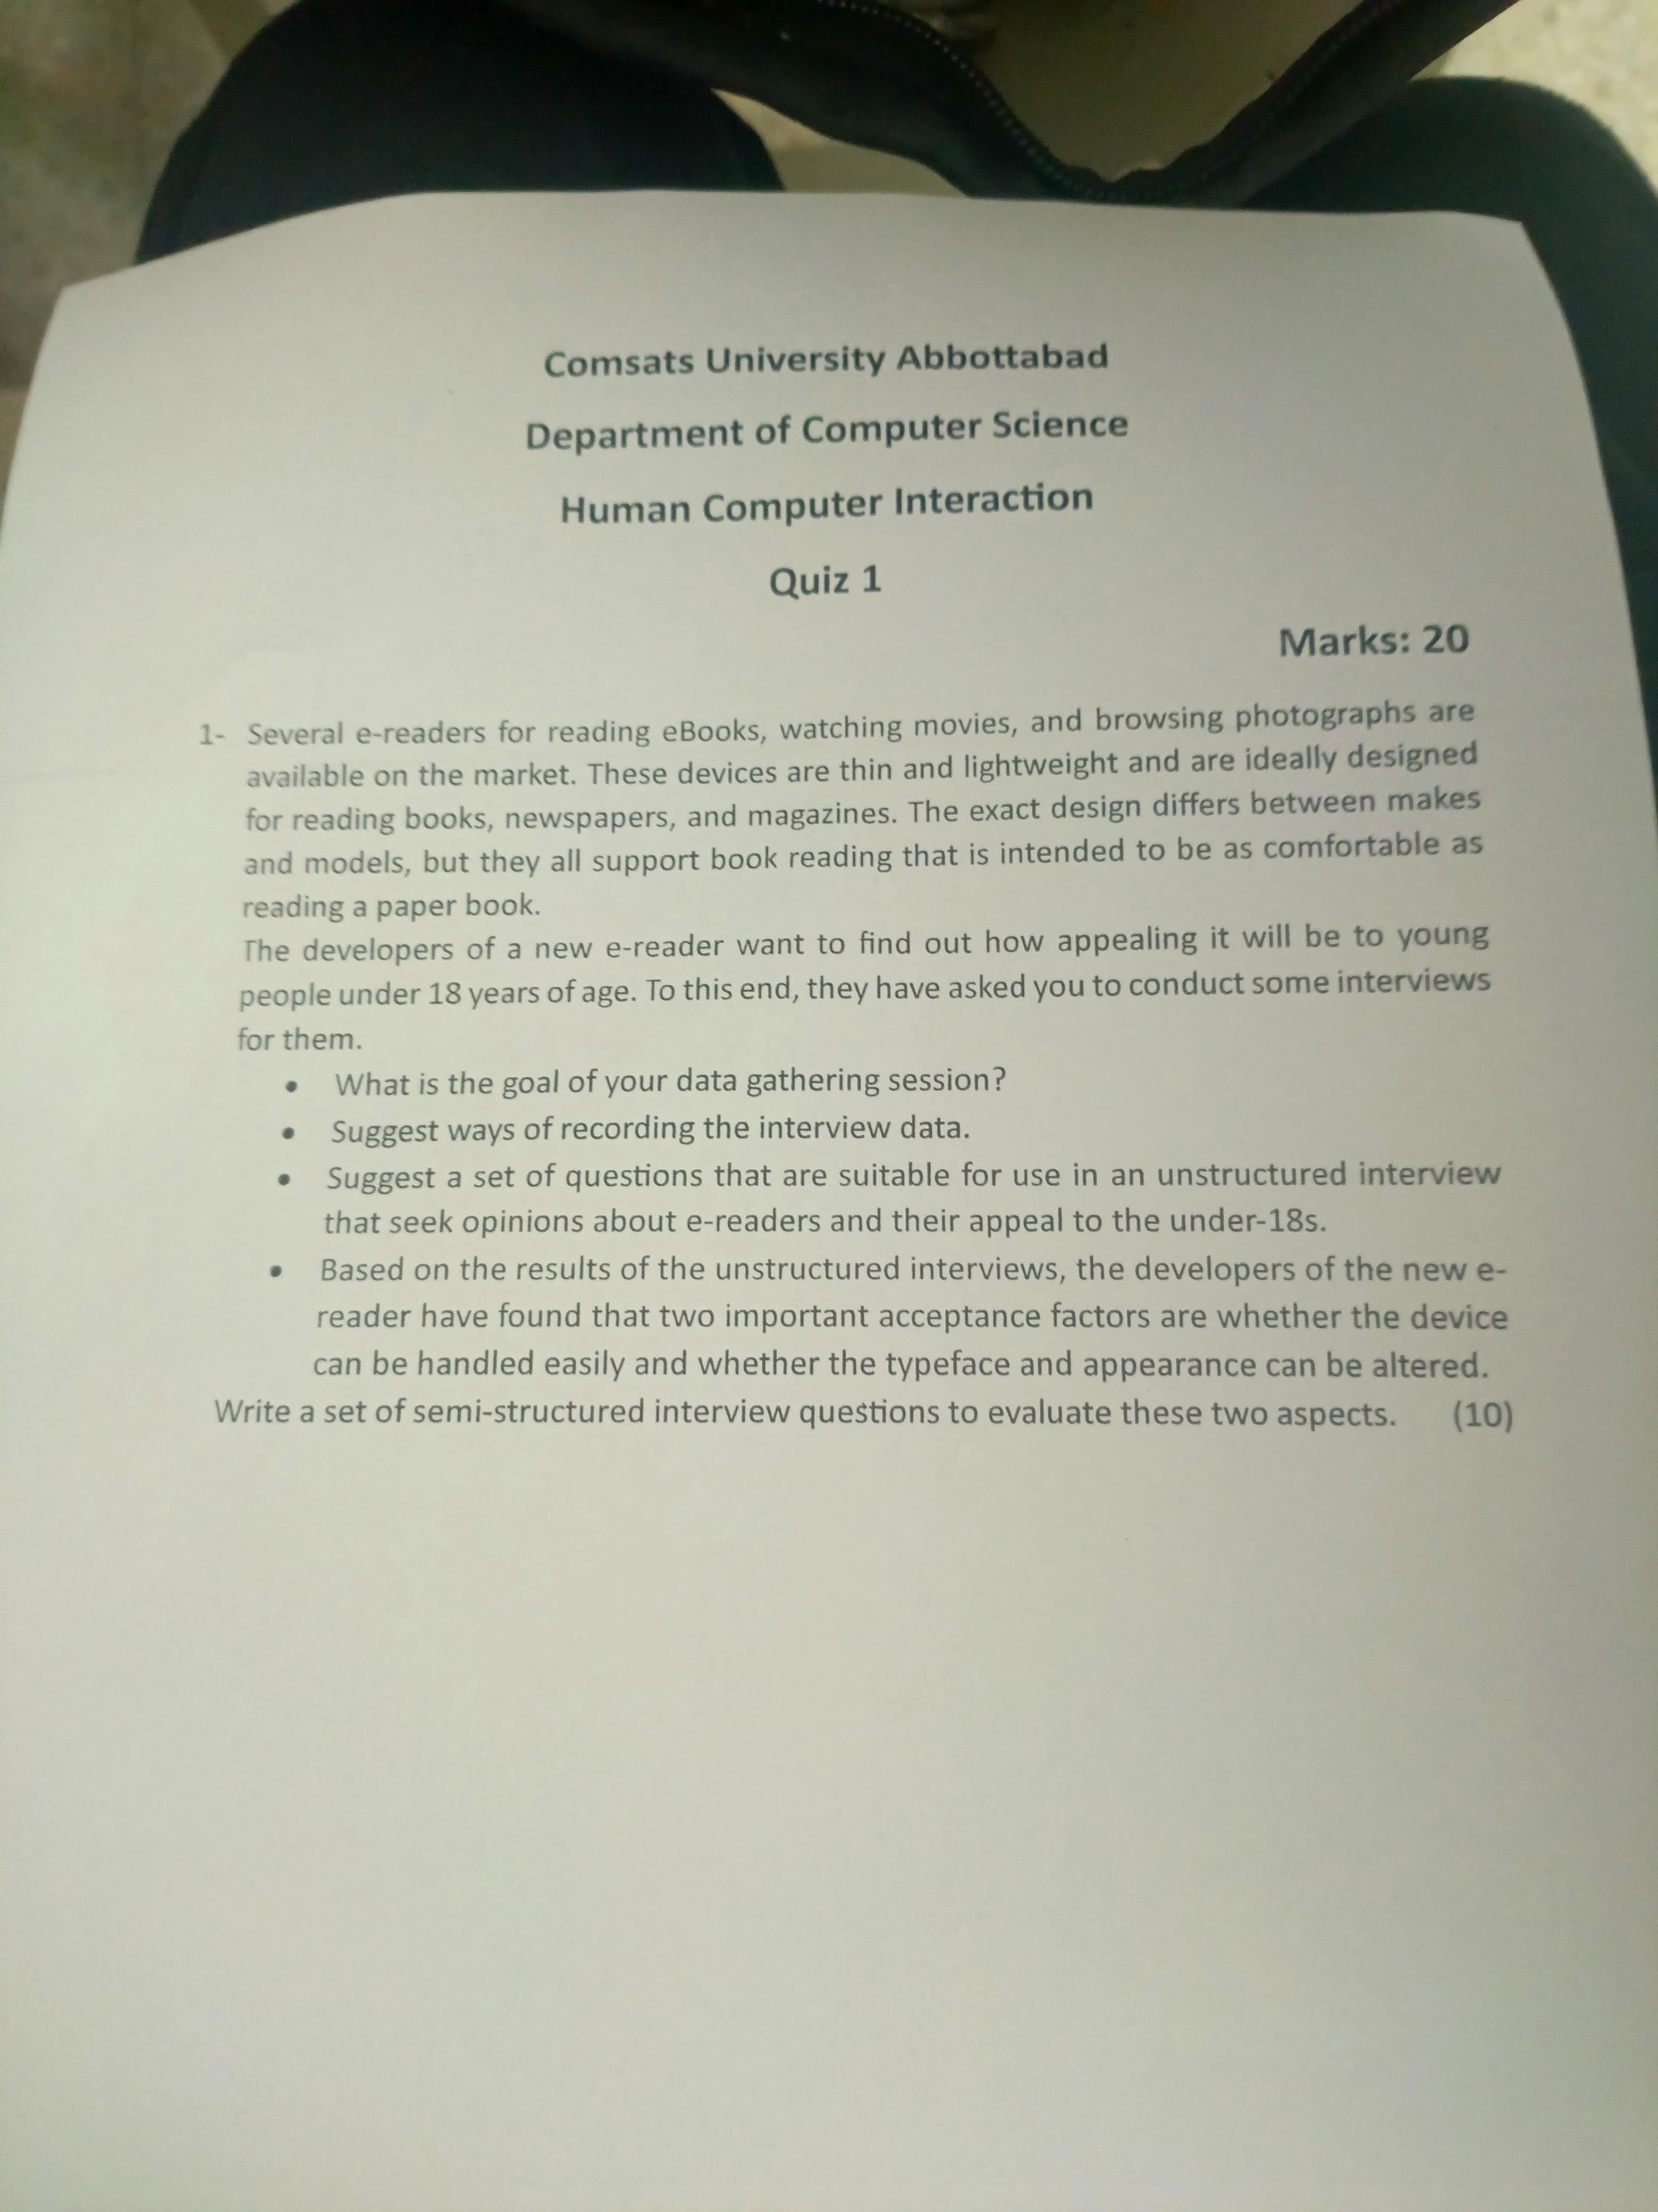 Comsats University Abbottabad
Department of Computer Science
Human Computer Interaction
Quiz 1
Marks: 20
1- Several e-readers for reading eBooks, watching movies, and browsing photographs are
available on the market. These devices are thin and lightweight and are ideally designed
for reading books, newspapers, and magazines. The exact design differs between makes
and models, but they all support book reading that is intended to be as comfortable as
reading a paper book.
The developers of a new e-reader want to find out how appealing it will be to young
people under 18 years of age. To this end, they have asked you to conduct some interviews
for them.
• What is the goal of your data gathering session?
• Suggest ways of recording the interview data.
• Suggest a set of questions that are suitable for use in an unstructured interview
that seek opinions about e-readers and their appeal to the under-18s.
• Based on the results of the unstructured interviews, the developers of the new e-
reader have found that two important acceptance factors are whether the device
can be handled easily and whether the typeface and appearance can be altered.
Write a set of semi-structured interview questions to evaluate these two aspects. (10)